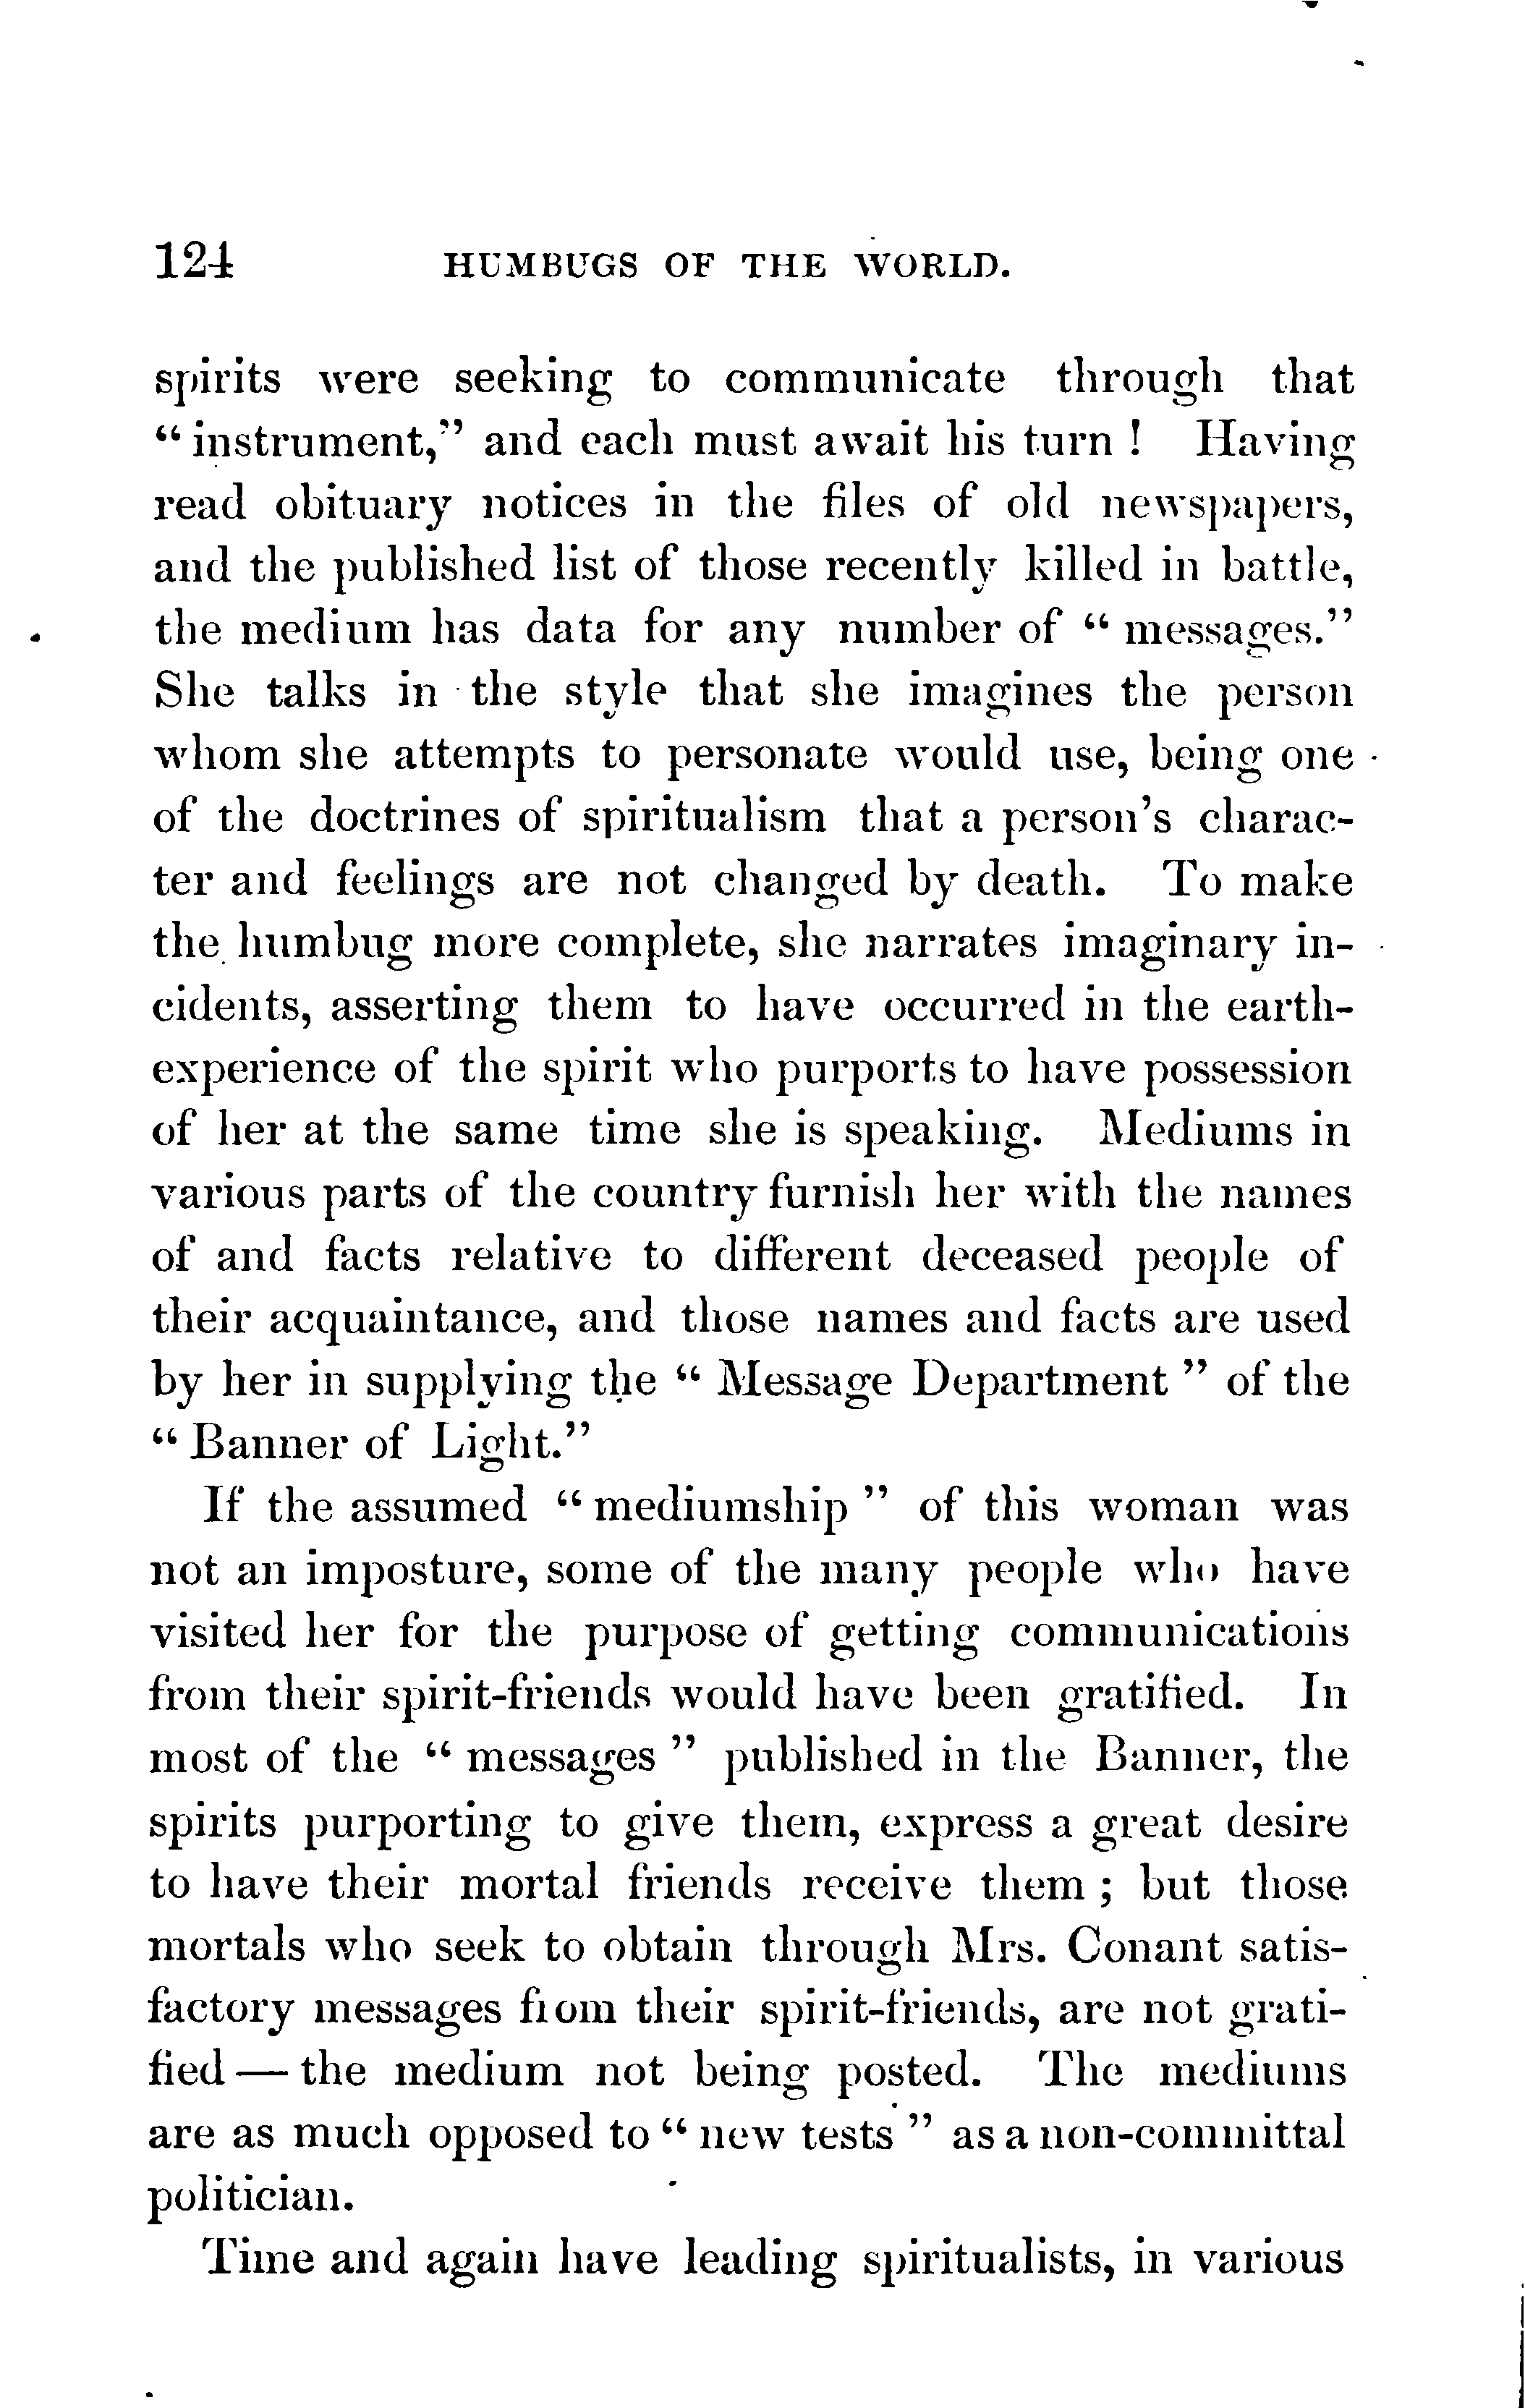 124 HUMBUGS OF THE WORLD.
spirits were seeking to communicate through that
“ instrument,” and each must await his turn ! Having
read obituary notices in the files of old newspapers,
and the published list of those recently killed in battle,
the medium has data for any number of “ messages.”
She talks in the style that she imagines the person
whom she attempts to personate would use, being one
of the doctrines of spiritualism that a person's charac-
ter and feelings are not changed by death. To make
the humbug more complete, she narrates imaginary in-
cidents, asserting them to have occurred in the earth-
experience of the spirit who purports to have possession
of her at the same time she is speaking. Mediums in
various parts of the country furnish her with the names
of and facts relative to different deceased people of
their acquaintance, and those names and facts are used
by her in supplying the “ Message Department ” of the
“ Banner of Light.”
If the assumed “ mediumship ” of this woman was
not an imposture, some of the many people who have
visited her for the purpose of getting communications
from their spirit-friends would have been gratified. In
most of the “ messages ” published in the Banner, the
spirits purporting to give them, express a great desire
to have their mortal friends receive them ; but those
mortals who seek to obtain through Mrs. Conant satis-
factory messages from their spirit-friends, are not grati-
fied — the medium not being posted. The mediums
are as much opposed to “ new tests ” as a non-committal
politician.
Time and again have leading spiritualists, in various